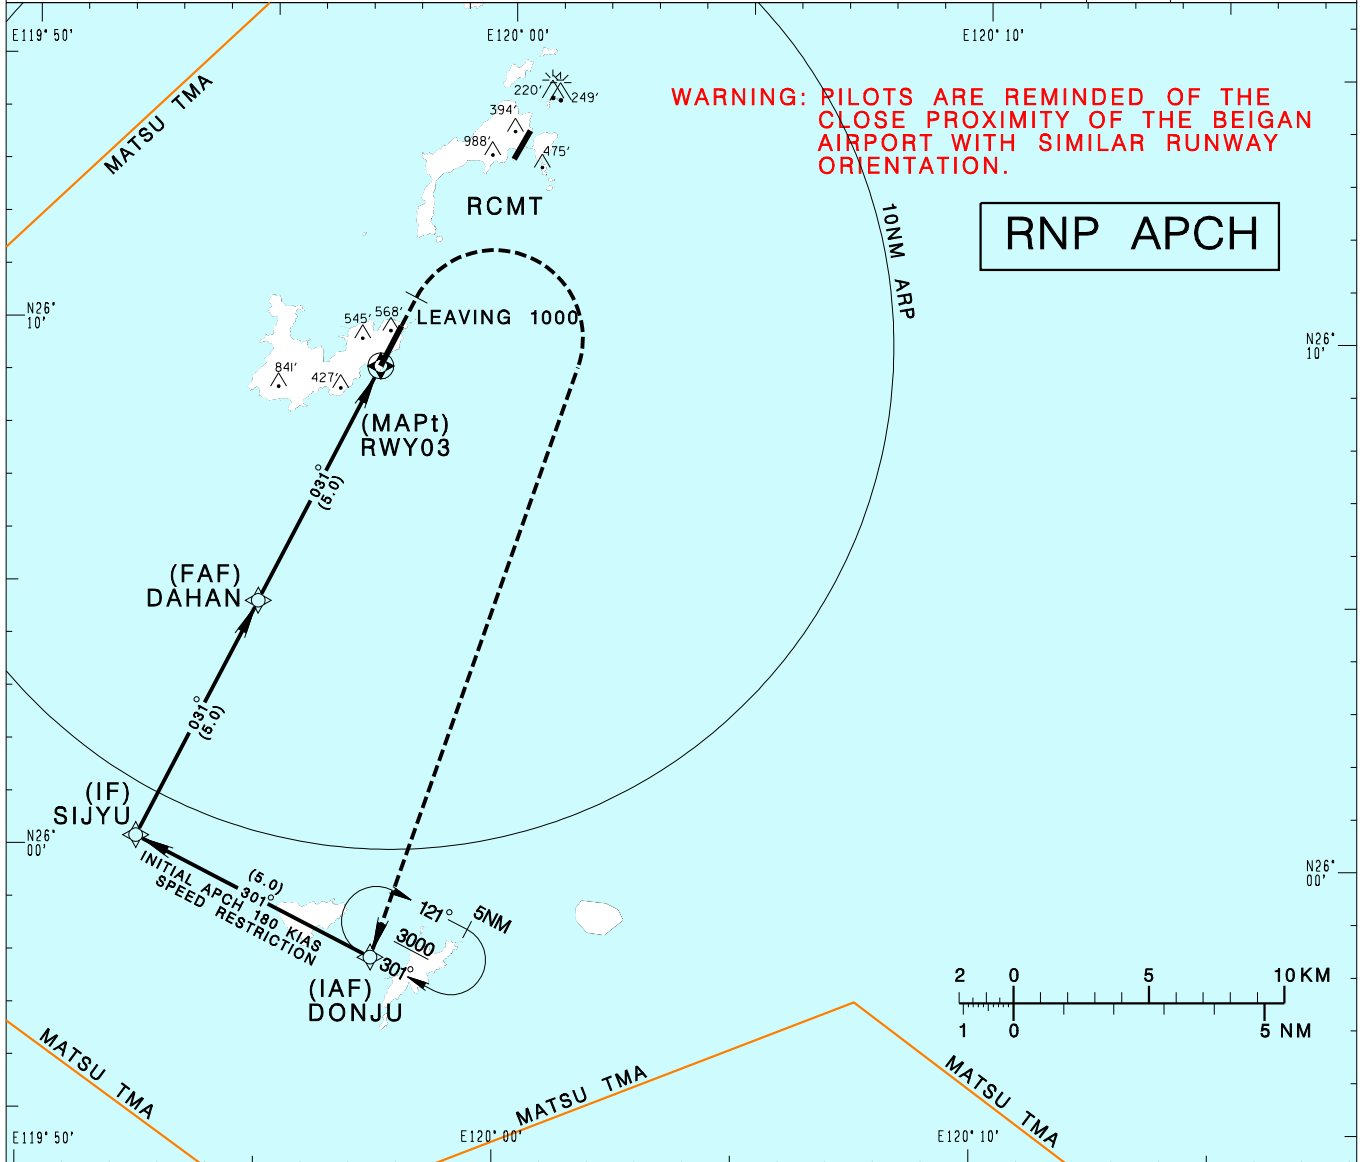 E119°50'
E120°00'
E120°10'
MATSU TMA
220'
249'
394'
988'
475'
RCMT
WARNING: PILOTS ARE REMINDED OF THE
CLOSE PROXIMITY OF THE BEIGAN
AIRPORT WITH SIMILAR RUNWAY
ORIENTATION.
RNP APCH
10NM ARP
N26°
10'
LEAVING 1000
545'
568'
841'
427'
N26°
10'
(MAPt)
RWY03
031°
(5.0)
(FAF)
DAHAN
031°
(5.0)
(IF)
SIJYU
N26°
00'
N26°
00'
(5.0)
301°
INITIAL APCH 180 KIAS
SPEED RESTRICTION
121°
5NM
3000
301°
(IAF)
DONJU
2 0 5 10 KM
1 0 5 NM
MATSU TMA
MATSU TMA
MATSU TMA
E119°50'
E120°00'
E120°10'